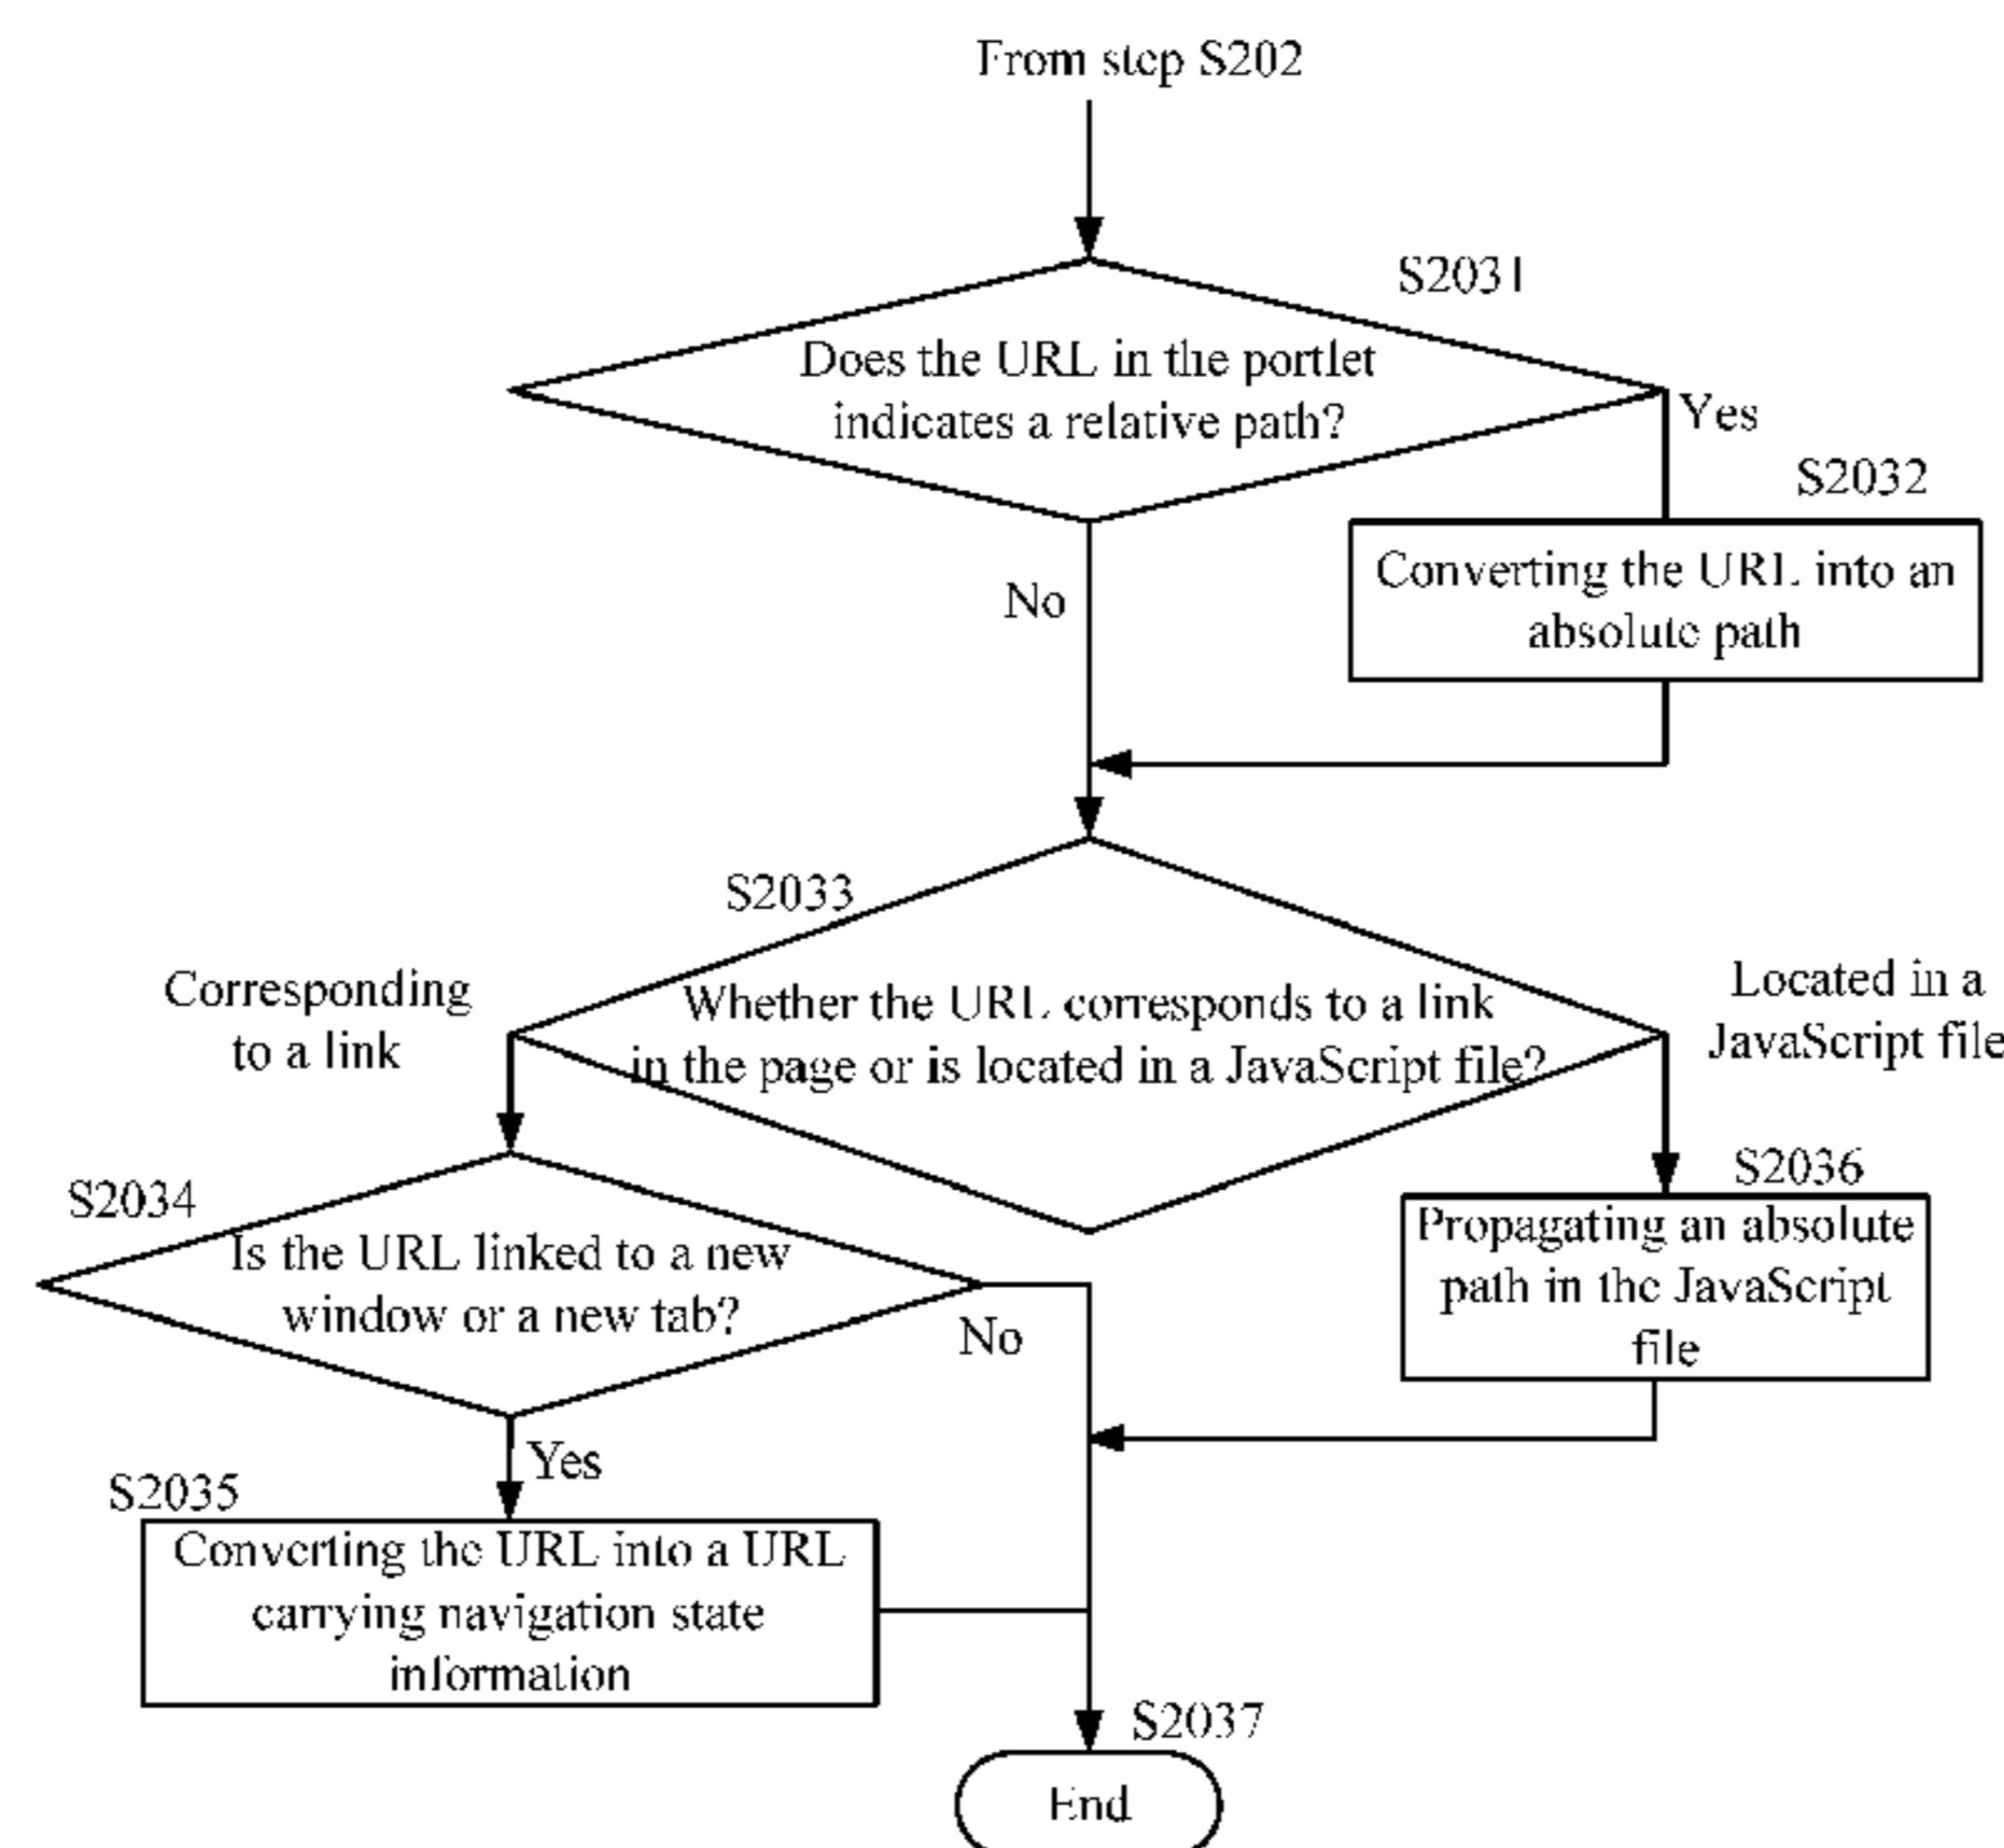 From step S202
S2031
Does the URL in the portlet
indicates a relative path?
Yes
S2032
Converting the URL into an
absolute path
No
S2033
Corresponding
to a link
Whether the URL corresponds to a link
in the page or is located in a JavaScript file?
Located in a
JavaScript file
S2034
Is the URL linked to a new
window or a new tab?
No
S2036
Propagating an absolute
path in the JavaScript
file
Yes
S2035
Converting the URL into a URL
carrying navigation state
information
S2037
End